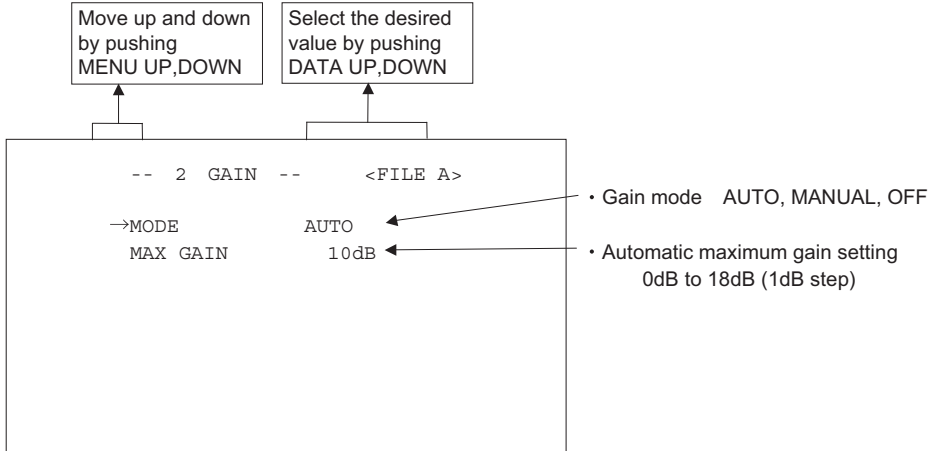 Move up and down
by pushing
MENU UP,DOWN
Select the desired
value by pushing
DATA UP,DOWN
-- 2 GAIN -- <FILE A>
→MODE AUTO
MAX GAIN 10dB
・Gain mode AUTO, MANUAL, OFF
・Automatic maximum gain setting
0dB to 18dB (1dB step)